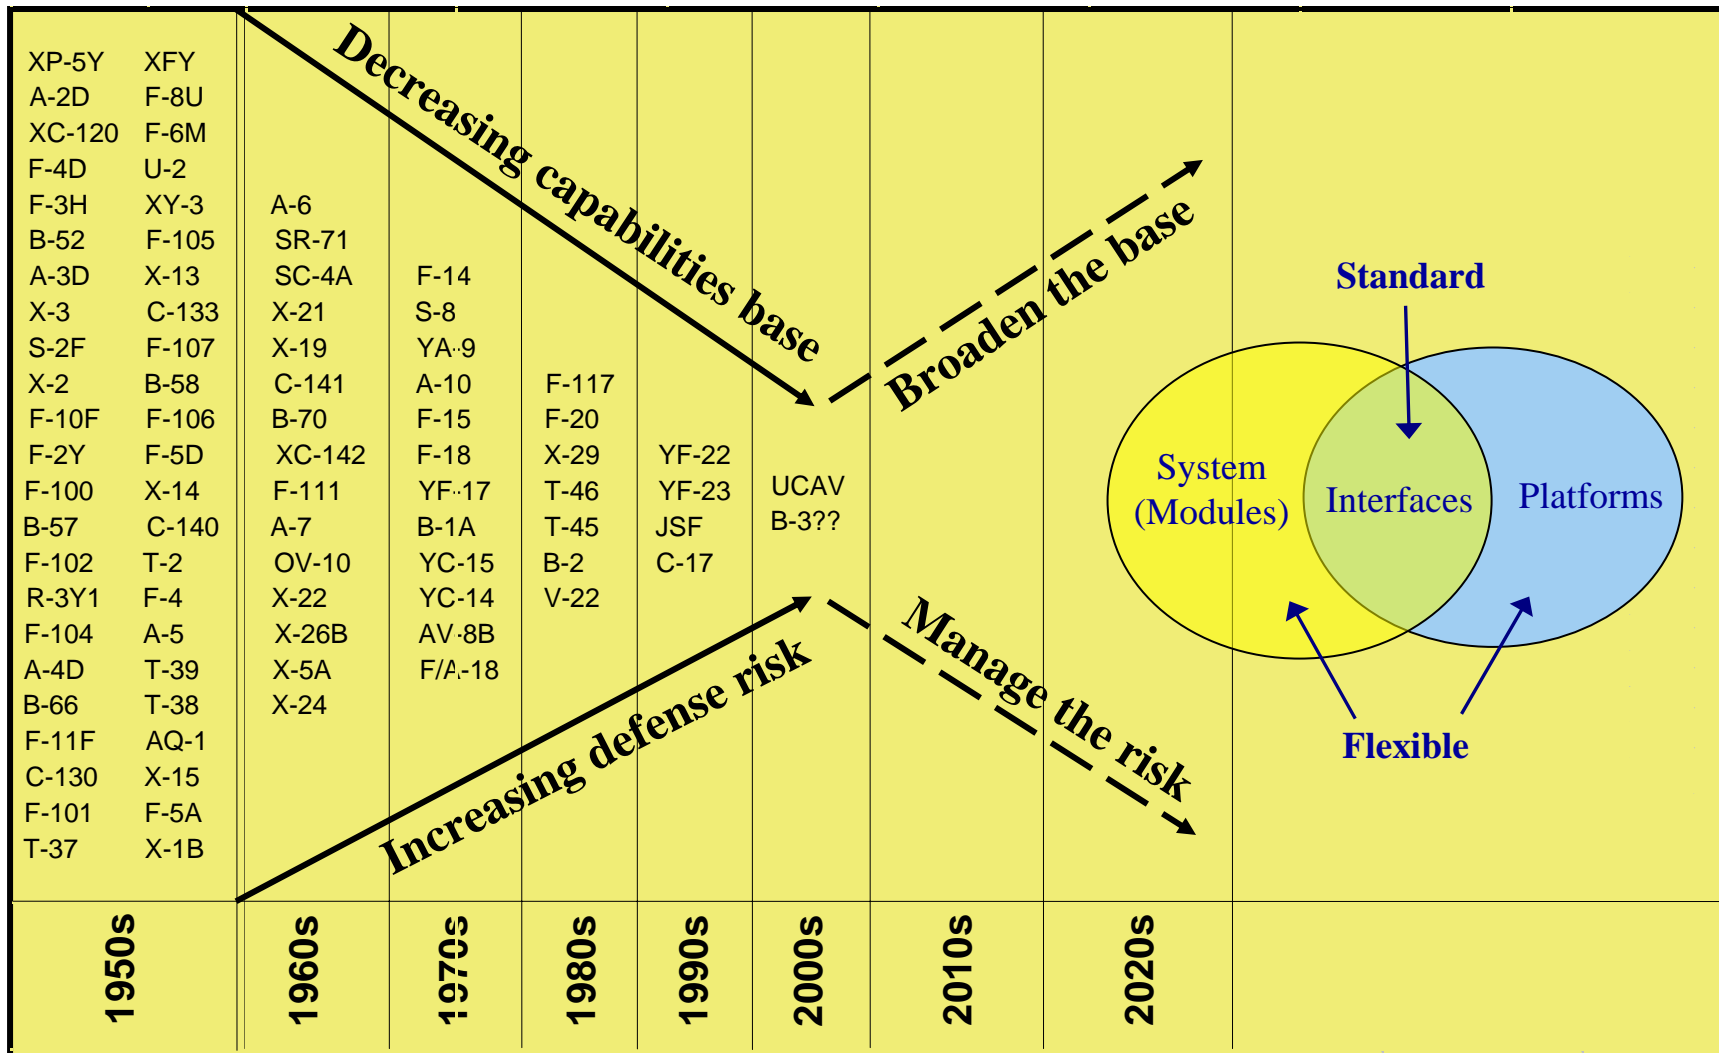 XP-5Y XFY
A-2D F-8U
XC-120 F-6M
F-4D U-2
F-3H XY-3
B-52 F-105
A-3D X-13
X-3 C-133
S-2F F-107
X-2 B-58
F-10F F-106
F-2Y F-5D
F-100 X-14
B-57 C-140
F-102 T-2
R-3Y1 F-4
F-104 A-5
A-4D T-39
B-66 T-38
F-11F AQ-1
C-130 X-15
F-101 F-5A
T-37 X-1B
A-6
SR-71
SC-4A
X-21
X-19
C-141
B-70
XC-142
F-111
A-7
OV-10
X-22
X-26B
X-5A
X-24
F-14
S-8
YA-9
A-10
F-15
F-18
YF-17
B-1A
YC-15
YC-14
AV-8B
F/A-18
F-117
F-20
X-29
T-46
T-45
B-2
V-22
YF-22
YF-23
JSF
C-17
UCAV
B-3??
Decreasing capabilities base
Increasing defense risk
Broaden the base
Manage the risk
Standard
System
(Modules)
Interfaces
Platforms
Flexible
1950s
1960s
1970s
1980s
1990s
2000s
2010s
2020s